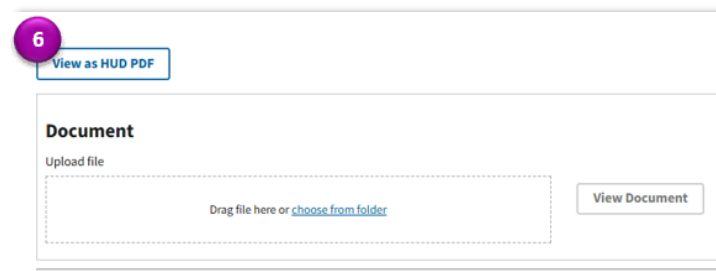 6
View as HUD PDF
Document
Upload file
Drag file here or choose from folder
View Document